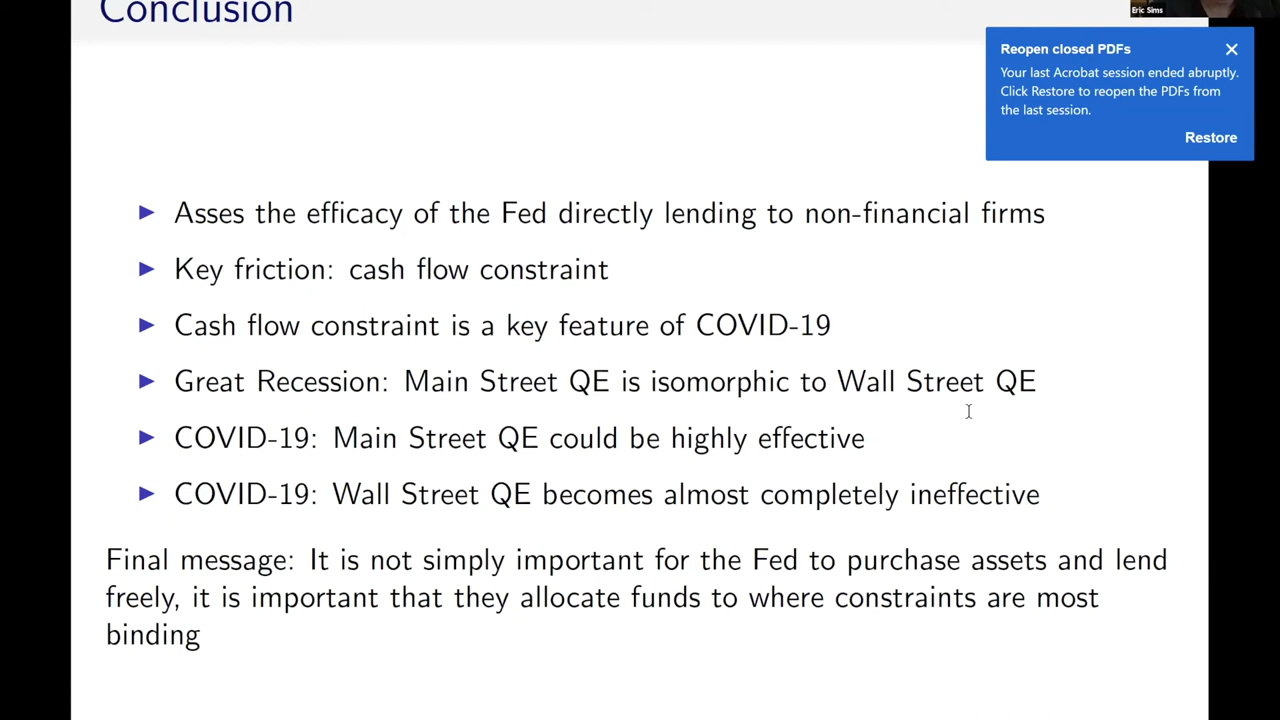 Conclusion
Eric Sims
Reopen closed PDFs
Your last Acrobat session ended abruptly.
Click Restore to reopen the PDFs from
the last session.
Restore
Asses the efficacy of the Fed directly lending to non-financial firms
Key friction: cash flow constraint
Cash flow constraint is a key feature of COVID-19
Great Recession: Main Street QE is isomorphic to Wall Street QE
COVID-19: Main Street QE could be highly effective
COVID-19: Wall Street QE becomes almost completely ineffective
Final message: It is not simply important for the Fed to purchase assets and lend
freely, it is important that they allocate funds to where constraints are most
binding